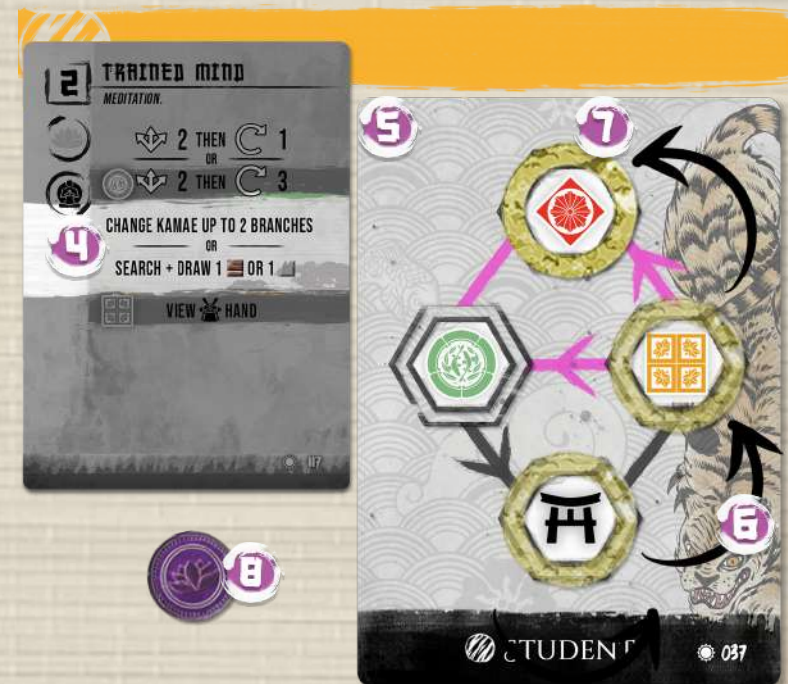 2 TRAINED MIND
MEDITATION.
2 THEN 1
OR
2 THEN 3
4
CHANGE KAMAE UP TO 2 BRANCHES
OR
SEARCH + DRAW 1 OR 1
VIEW HAND
117
8
5
7
6
STUDENT
037